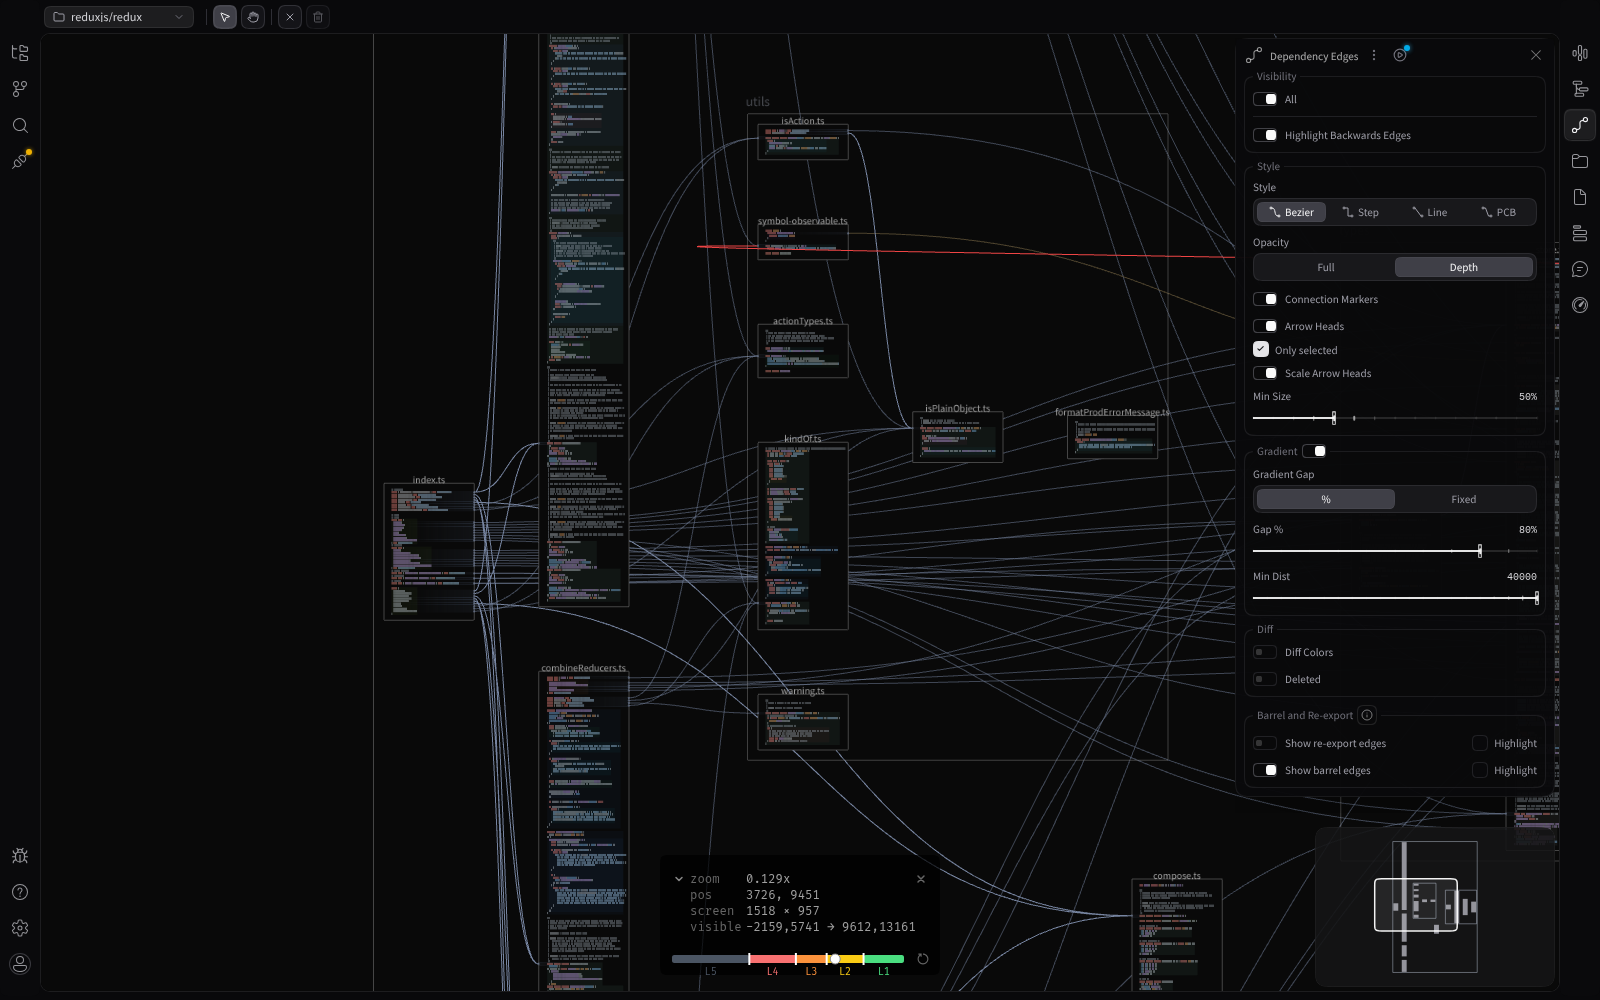 reduxjs/redux
utils
isAction.ts
symbol-observable.ts
actionTypes.ts
isPlainObject.ts
formatProdErrorMessage.ts
kindOf.ts
index.ts
combineReducers.ts
warning.ts
compose.ts
Dependency Edges
Visibility
All
Highlight Backwards Edges
Style
Style
Bezier Step Line PCB
Opacity
Full Depth
Connection Markers
Arrow Heads
Only selected
Scale Arrow Heads
Min Size 50%
Gradient
Gradient Gap
% Fixed
Gap % 80%
Min Dist 40000
Diff
Diff Colors
Deleted
Barrel and Re-export
Show re-export edges Highlight
Show barrel edges Highlight
zoom 0.129x
pos 3726, 9451
screen 1518 × 957
visible -2159,5741 → 9612,13161
L5 L4 L3 L2 L1